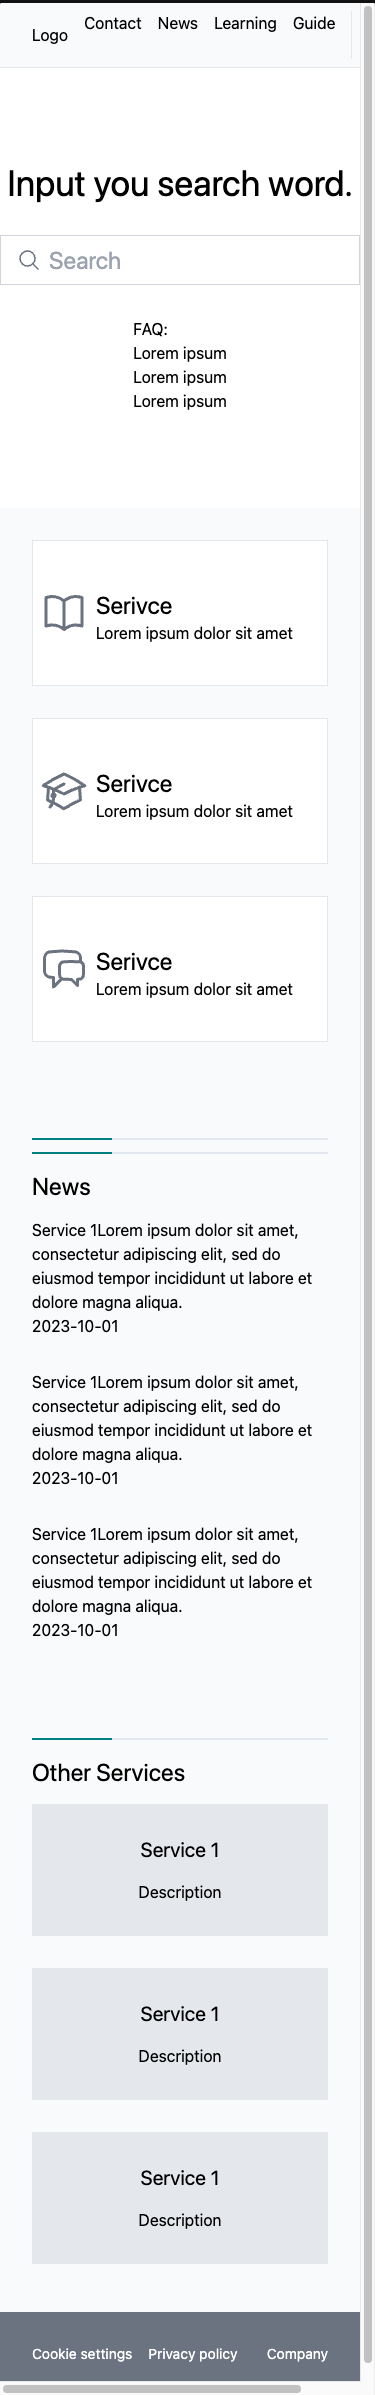 Logo
Contact
News
Learning
Guide
Input you search word.
Search
FAQ:
Lorem ipsum
Lorem ipsum
Lorem ipsum
Serivce
Lorem ipsum dolor sit amet
Serivce
Lorem ipsum dolor sit amet
Serivce
Lorem ipsum dolor sit amet
News
Service 1Lorem ipsum dolor sit amet,
consectetur adipiscing elit, sed do
eiusmod tempor incididunt ut labore et
dolore magna aliqua.
2023-10-01
Service 1Lorem ipsum dolor sit amet,
consectetur adipiscing elit, sed do
eiusmod tempor incididunt ut labore et
dolore magna aliqua.
2023-10-01
Service 1Lorem ipsum dolor sit amet,
consectetur adipiscing elit, sed do
eiusmod tempor incididunt ut labore et
dolore magna aliqua.
2023-10-01
Other Services
Service 1
Description
Service 1
Description
Service 1
Description
Cookie settings
Privacy policy
Company